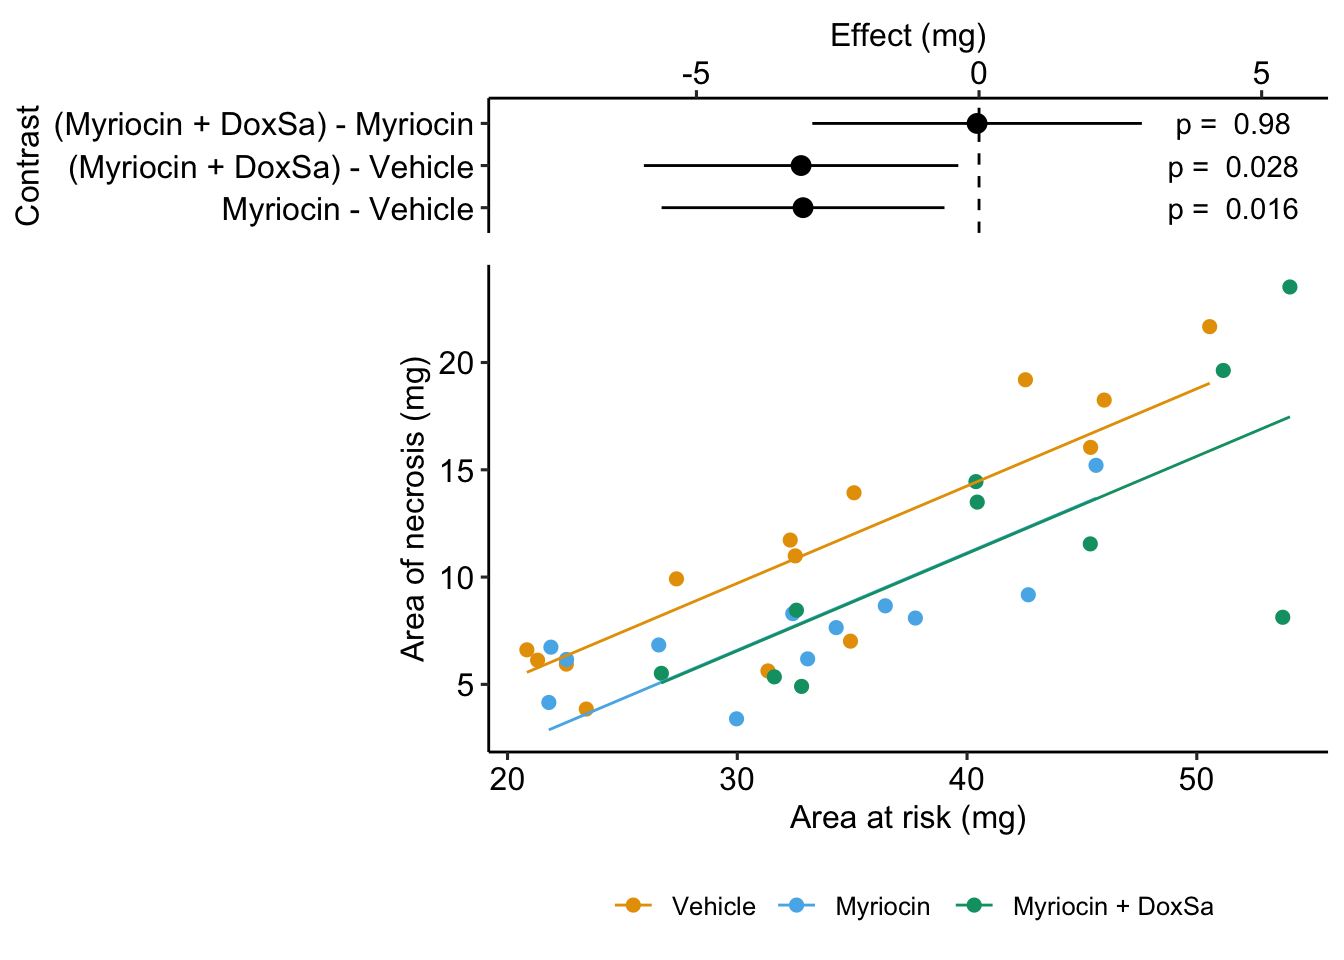 Effect (mg)
-5 0 5
Contrast
(Myriocin + DoxSa) - Myriocin p = 0.98
(Myriocin + DoxSa) - Vehicle p = 0.028
Myriocin - Vehicle p = 0.016
Area of necrosis (mg)
20
15
10
5
20 30 40 50
Area at risk (mg)
Vehicle Myriocin Myriocin + DoxSa